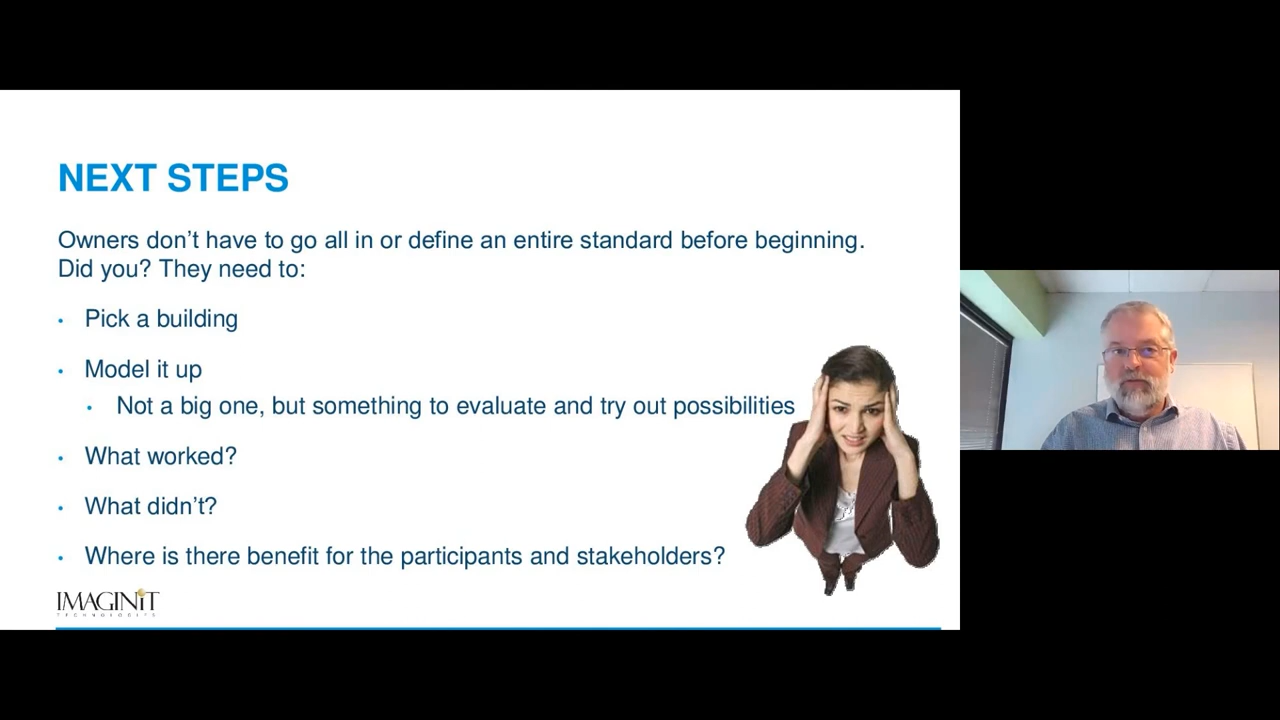 NEXT STEPS
Owners don’t have to go all in or define an entire standard before beginning.
Did you? They need to:
• Pick a building
• Model it up
• Not a big one, but something to evaluate and try out possibilities
• What worked?
• What didn’t?
• Where is there benefit for the participants and stakeholders?
IMAGINiT
TECHNOLOGIES